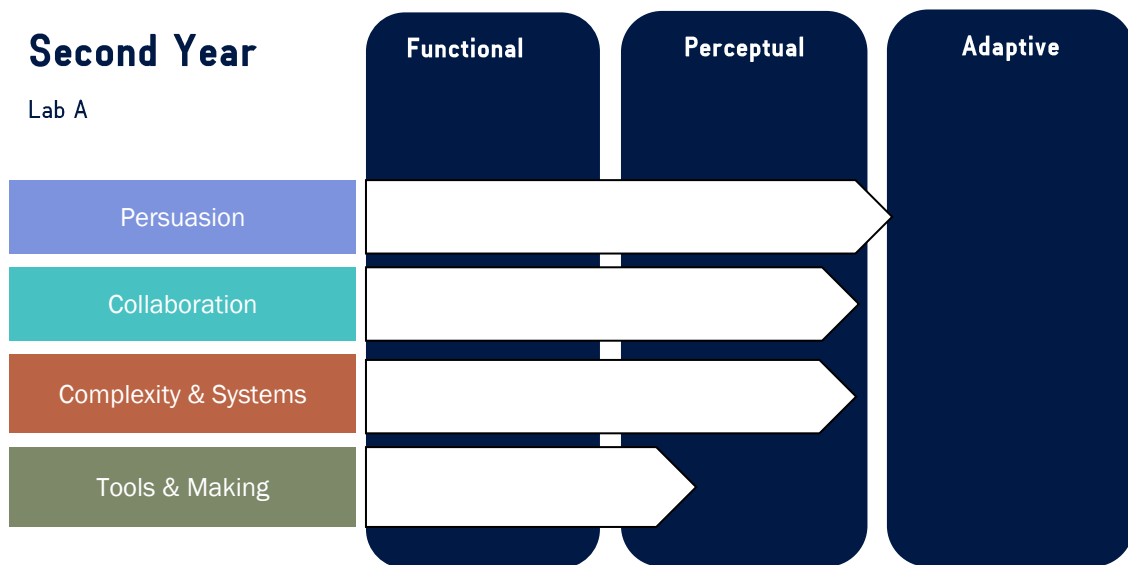 Second Year
Lab A
Functional
Perceptual
Adaptive
Persuasion
Collaboration
Complexity & Systems
Tools & Making